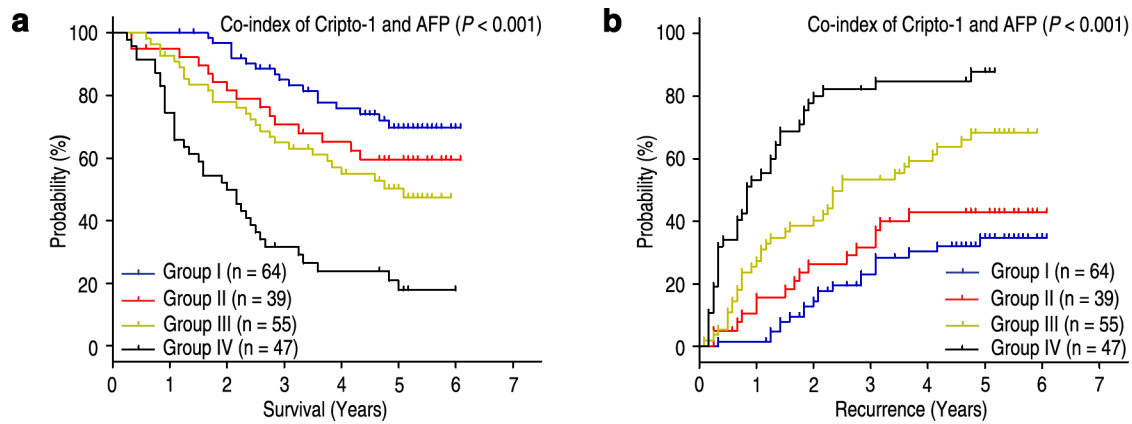 a
Co-index of Cripto-1 and AFP (P < 0.001)
Probability (%)
100
80
60
40
20
0
Group I (n = 64)
Group II (n = 39)
Group III (n = 55)
Group IV (n = 47)
0 1 2 3 4 5 6 7
Survival (Years)
b
Co-index of Cripto-1 and AFP (P < 0.001)
Probability (%)
100
80
60
40
20
0
Group I (n = 64)
Group II (n = 39)
Group III (n = 55)
Group IV (n = 47)
0 1 2 3 4 5 6 7
Recurrence (Years)